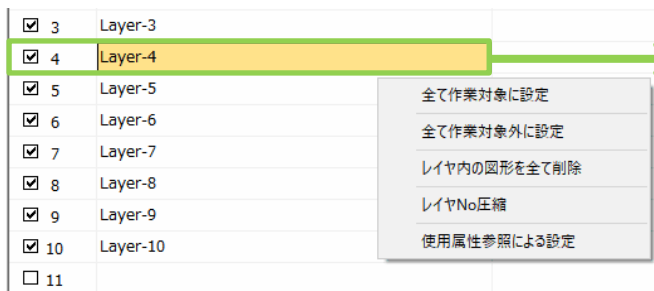 3 Layer-3
4 Layer-4
5 Layer-5
6 Layer-6
7 Layer-7
8 Layer-8
9 Layer-9
10 Layer-10
11
全て作業対象に設定
全て作業対象外に設定
レイヤ内の図形を全て削除
レイヤNo圧縮
使用属性参照による設定